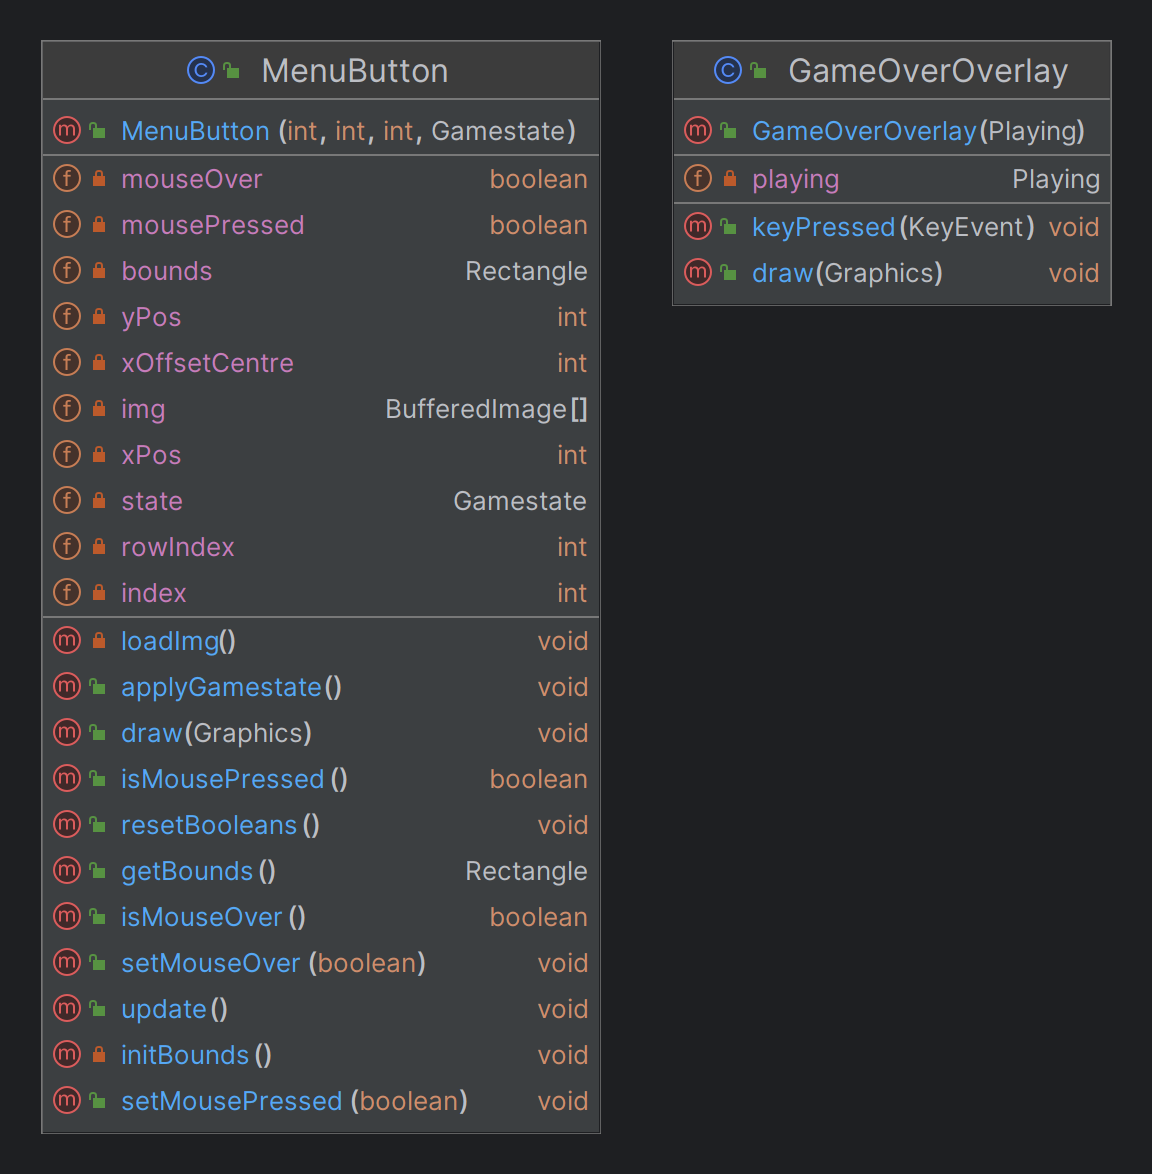 MenuButton
MenuButton (int, int, int, Gamestate)
mouseOver boolean
mousePressed boolean
bounds Rectangle
yPos int
xOffsetCentre int
img BufferedImage[]
xPos int
state Gamestate
rowIndex int
index int
loadImg() void
applyGamestate() void
draw(Graphics) void
isMousePressed() boolean
resetBooleans() void
getBounds() Rectangle
isMouseOver() boolean
setMouseOver (boolean) void
update() void
initBounds() void
setMousePressed (boolean) void
GameOverOverlay
GameOverOverlay(Playing)
playing Playing
keyPressed(KeyEvent) void
draw(Graphics) void